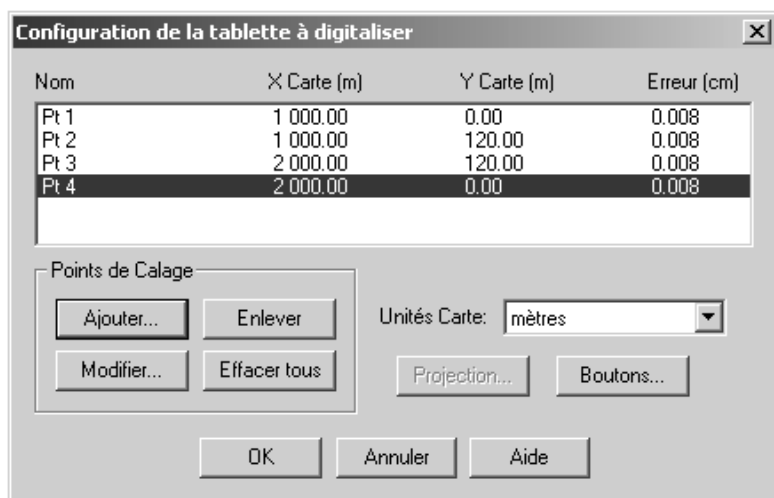 Configuration de la tablette à digitaliser
Nom X Carte (m) Y Carte (m) Erreur (cm)
Pt 1 1 000.00 0.00 0.008
Pt 2 1 000.00 120.00 0.008
Pt 3 2 000.00 120.00 0.008
Pt 4 2 000.00 0.00 0.008
Points de Calage
Ajouter... Enlever Unités Carte: mètres
Modifier... Effacer tous Projection... Boutons...
OK Annuler Aide